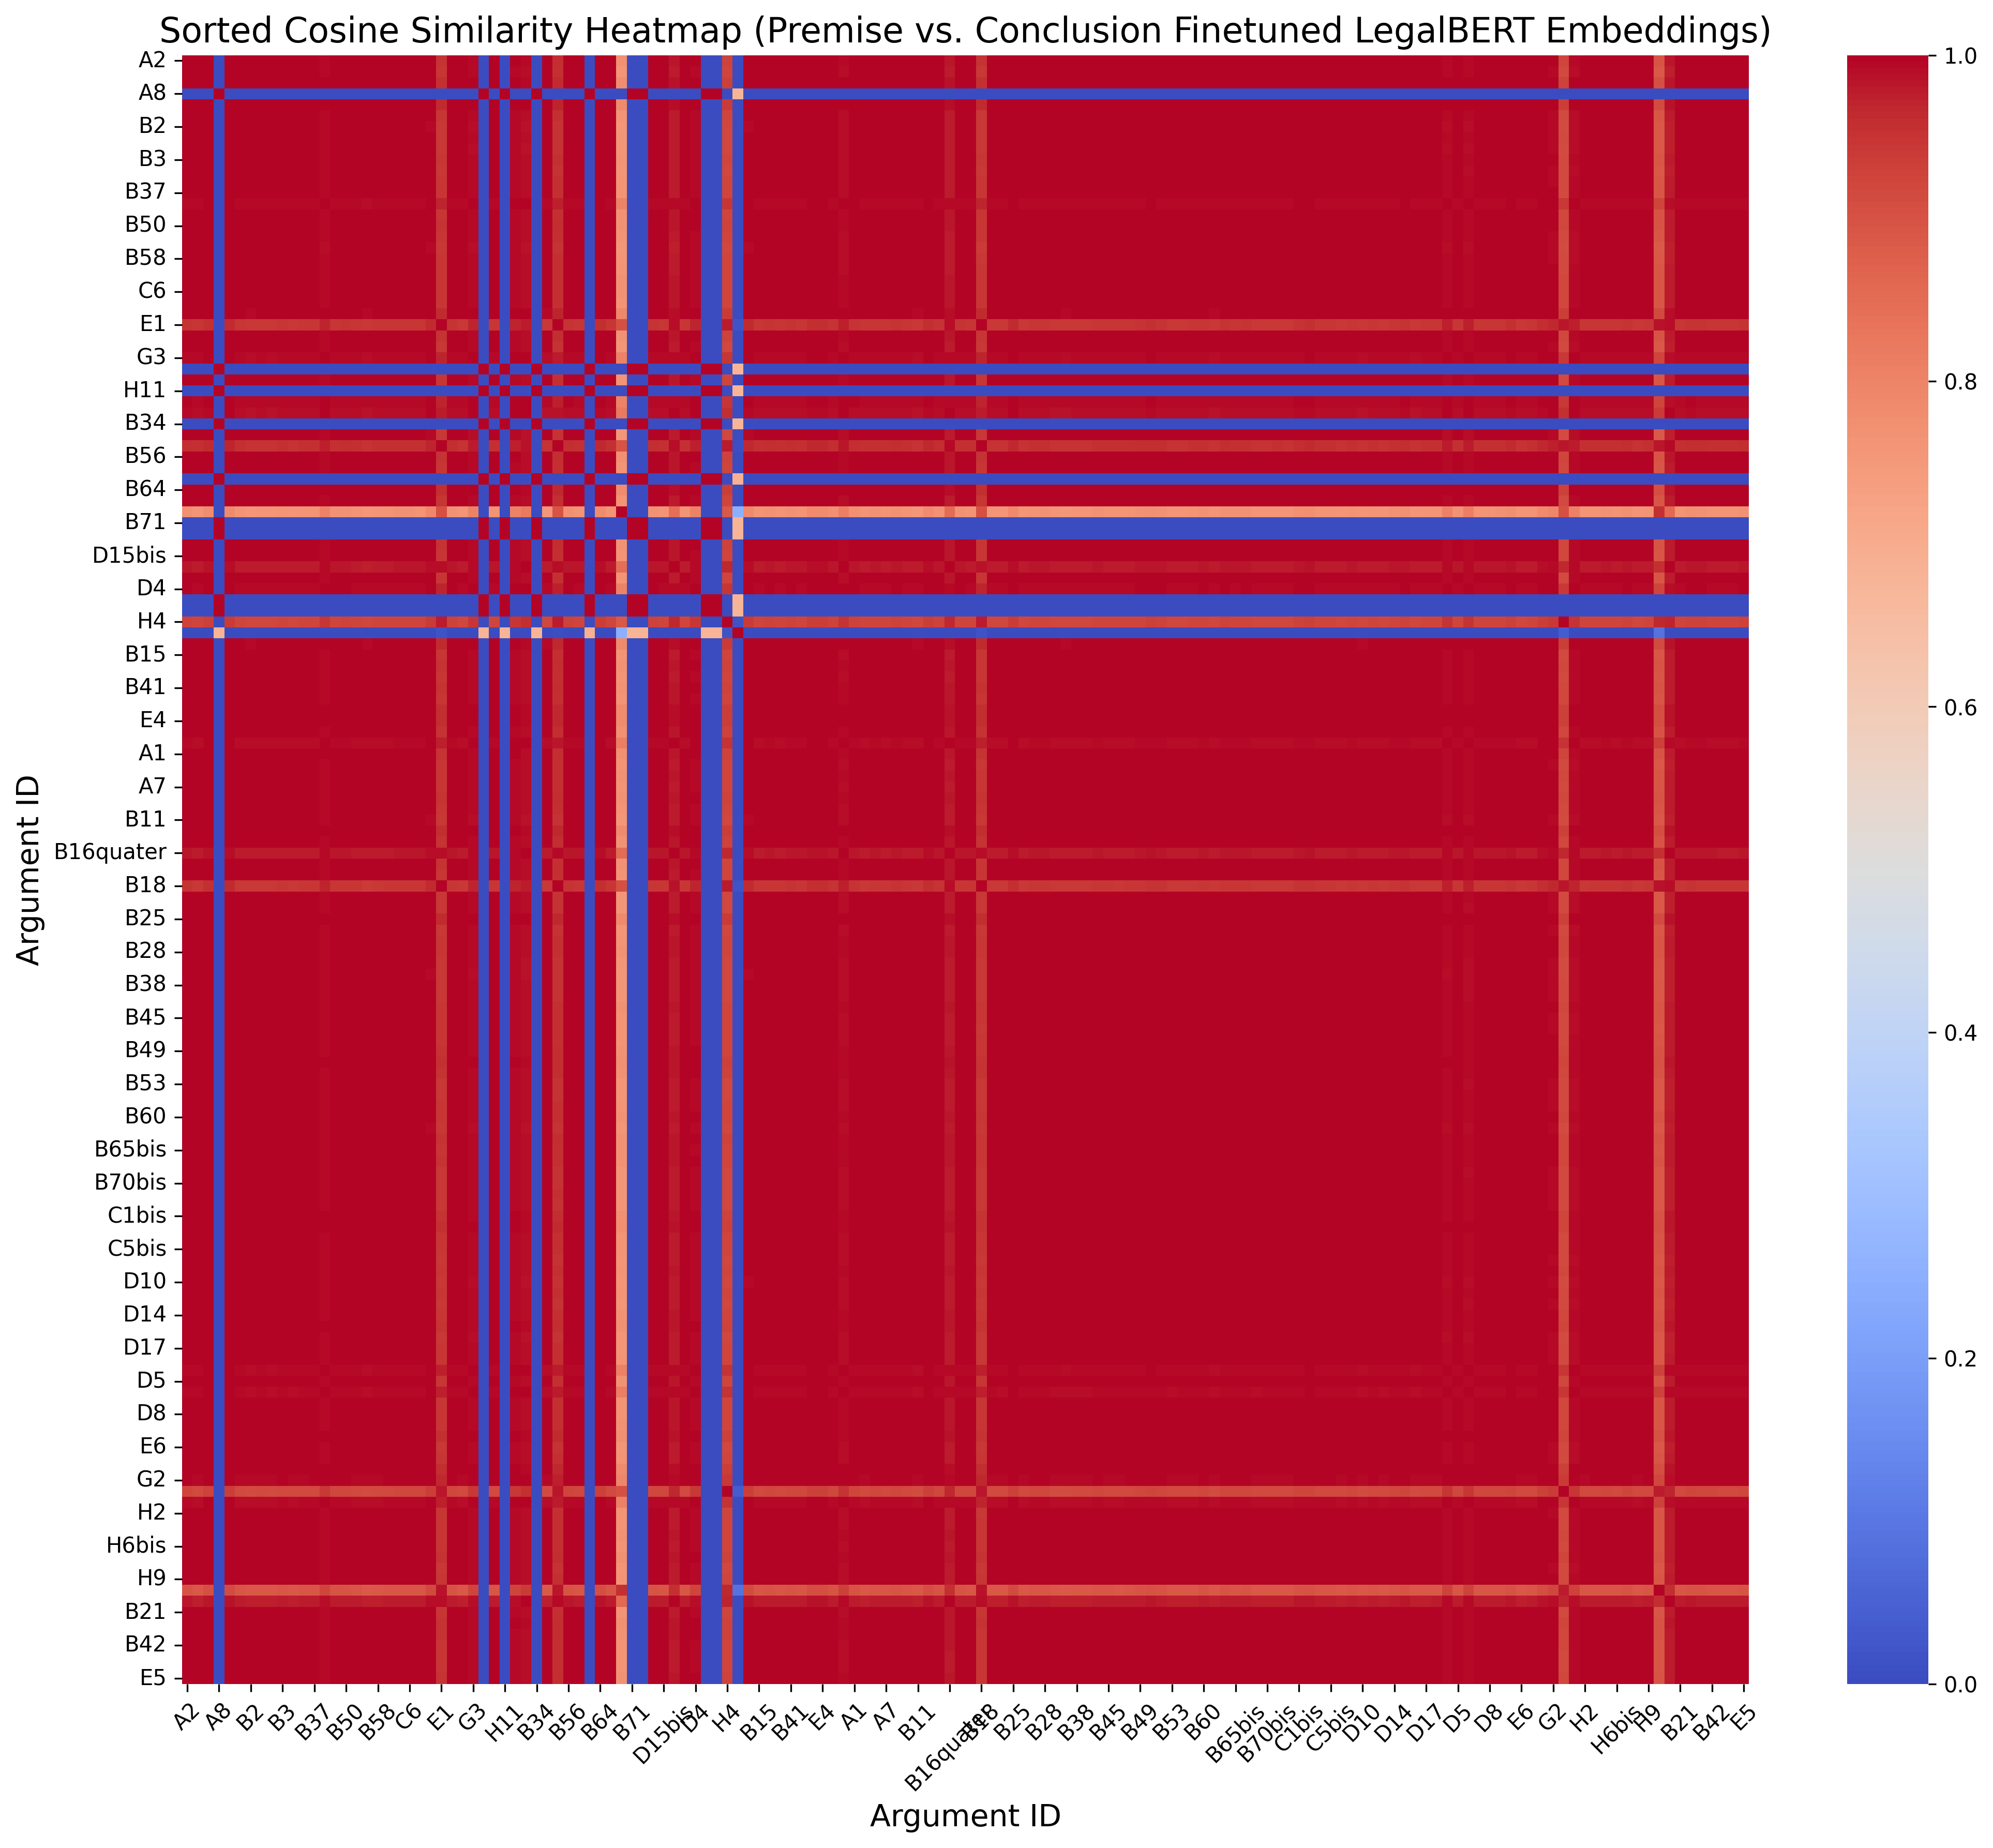 Sorted Cosine Similarity Heatmap (Premise vs. Conclusion Finetuned LegalBERT Embeddings)
A2
A8
B2
B3
B37
B50
B58
C6
E1
G3
H11
B34
B56
B64
B71
D15bis
D4
H4
B15
B41
E4
A1
A7
B11
B16quater
B18
B25
B28
B38
B45
B49
B53
B60
B65bis
B70bis
C1bis
C5bis
D10
D14
D17
D5
D8
E6
G2
H2
H6bis
H9
B21
B42
E5
Argument ID
A2
A8
B2
B3
B37
B50
B58
C6
E1
G3
H11
B34
B56
B64
B71
D15bis
D4
H4
B15
B41
E4
A1
A7
B11
B16quater
B18
B25
B28
B38
B45
B49
B53
B60
B65bis
B70bis
C1bis
C5bis
D10
D14
D17
D5
D8
E6
G2
H2
H6bis
H9
B21
B42
E5
Argument ID
1.0
0.8
0.6
0.4
0.2
0.0